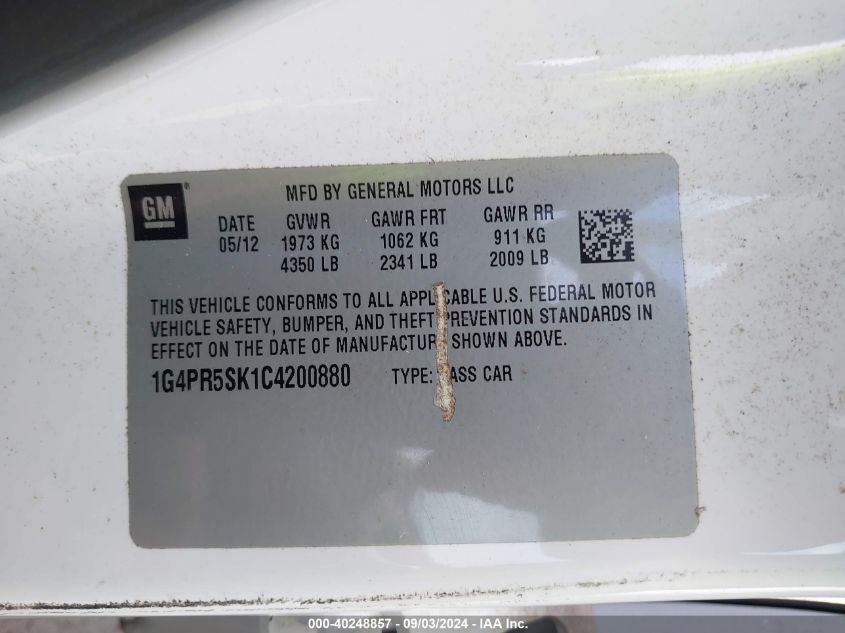 GM
MFD BY GENERAL MOTORS LLC
DATE GVWR GAWR FRT GAWR RR
05/12 1973 KG 1062 KG 911 KG
4350 LB 2341 LB 2009 LB
THIS VEHICLE CONFORMS TO ALL APPLICABLE U.S. FEDERAL MOTOR
VEHICLE SAFETY, BUMPER, AND THEFT PREVENTION STANDARDS IN
EFFECT ON THE DATE OF MANUFACTURE SHOWN ABOVE.
1G4PR5SK1C4200880 TYPE: PASS CAR
000-40248857 - 09/03/2024 - IAA Inc.